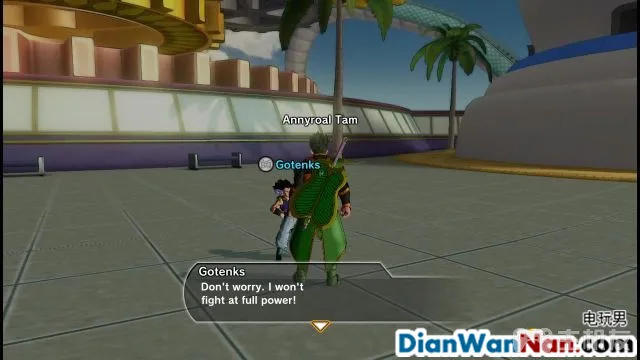 Annyroal Tam
Gotenks
Gotenks
Don't worry. I won't
fight at full power!
电玩男
DianWanNan.com